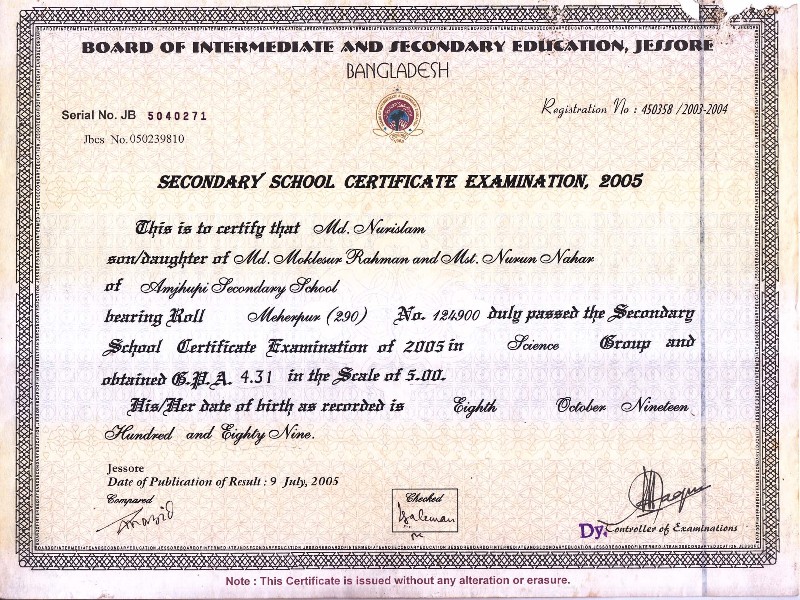 BOARD OF INTERMEDIATE AND SECONDARY EDUCATION, JESSORE
BANGLADESH
Serial No. JB 5040271
Registration No : 450358 /2003-2004
Jbcs No. 050239810
SECONDARY SCHOOL CERTIFICATE EXAMINATION, 2005
This is to certify that Md. Nurislam
son/daughter of Md. Moklesur Rahman and Mst. Nurun Nahar
of Amjhupi Secondary School
bearing Roll Meherpur (290) No. 124900 duly passed the Secondary
School Certificate Examination of 2005 in Science Group and
obtained G.P.A. 4.31 in the Scale of 5.00.
His/Her date of birth as recorded is Eighth October Nineteen
Hundred and Eighty Nine.
Jessore
Date of Publication of Result : 9 July, 2005
Compared
Checked
Dy. Controller of Examinations
Note : This Certificate is issued without any alteration or erasure.